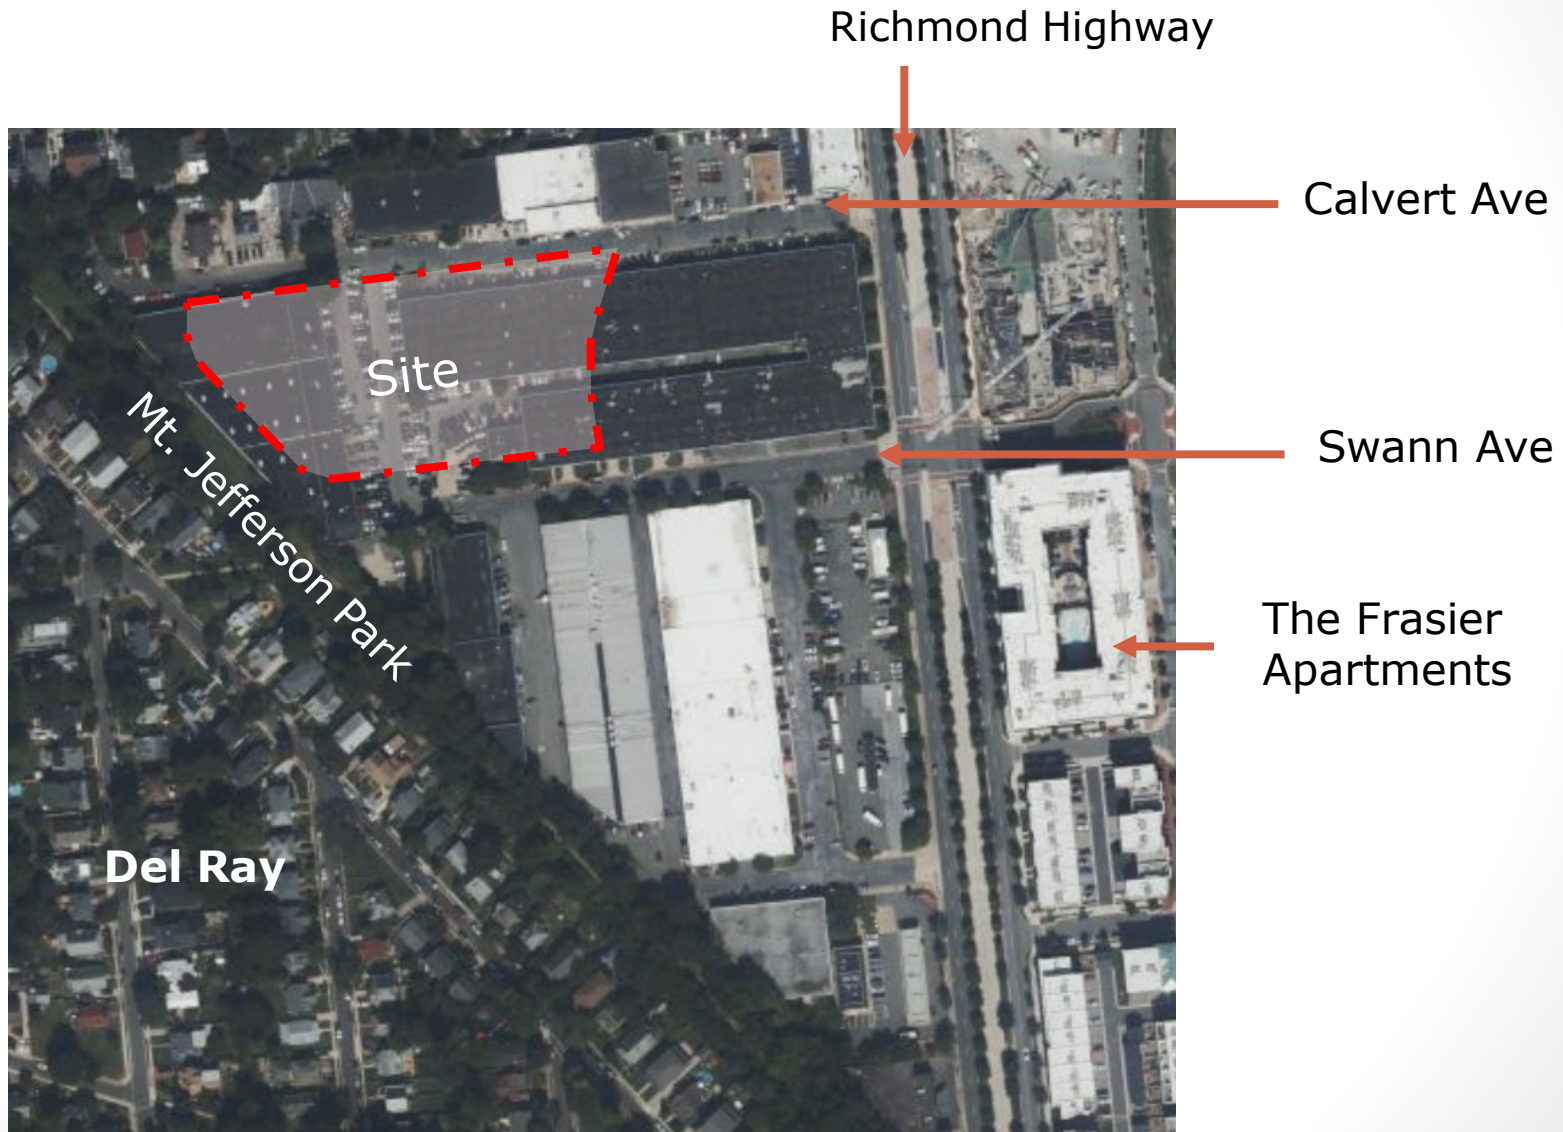 Richmond Highway
Calvert Ave
Site
Swann Ave
Mt. Jefferson Park
The Frasier
Apartments
Del Ray